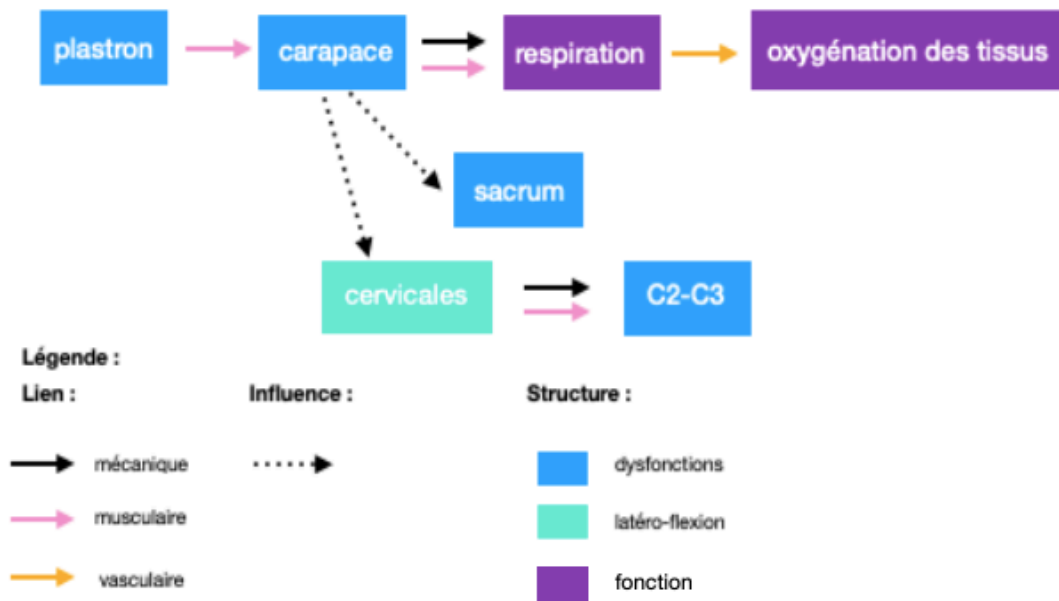 plastron
carapace
respiration
oxygénation des tissus
sacrum
cervicales
C2-C3
Légende :
Lien :
Influence :
Structure :
mécanique
dysfonctions
musculaire
latéro-flexion
vasculaire
fonction